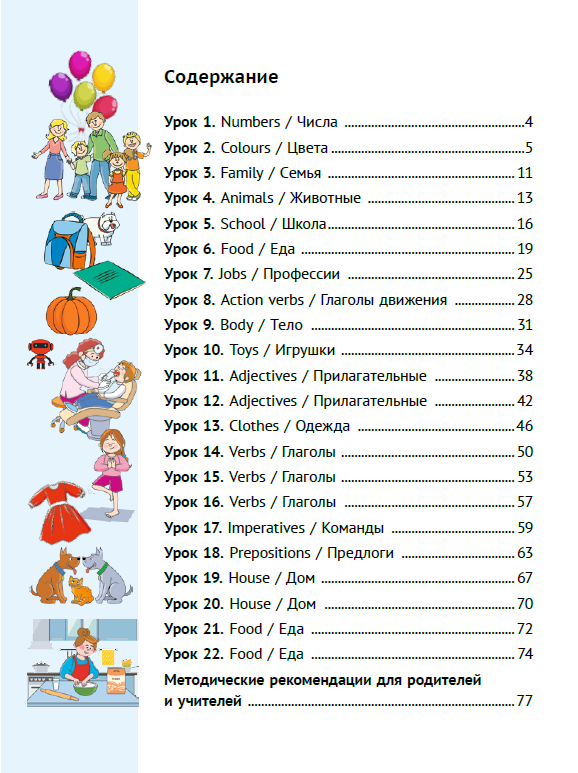 Содержание
Урок 1. Numbers / Числа ........ 4
Урок 2. Colours / Цвета ........ 5
Урок 3. Family / Семья ........ 11
Урок 4. Animals / Животные ........ 13
Урок 5. School / Школа ........ 16
Урок 6. Food / Еда ........ 19
Урок 7. Jobs / Профессии ........ 25
Урок 8. Action verbs / Глаголы движения ........ 28
Урок 9. Body / Тело ........ 31
Урок 10. Toys / Игрушки ........ 34
Урок 11. Adjectives / Прилагательные ........ 38
Урок 12. Adjectives / Прилагательные ........ 42
Урок 13. Clothes / Одежда ........ 46
Урок 14. Verbs / Глаголы ........ 50
Урок 15. Verbs / Глаголы ........ 53
Урок 16. Verbs / Глаголы ........ 57
Урок 17. Imperatives / Команды ........ 59
Урок 18. Prepositions / Предлоги ........ 63
Урок 19. House / Дом ........ 67
Урок 20. House / Дом ........ 70
Урок 21. Food / Еда ........ 72
Урок 22. Food / Еда ........ 74
Методические рекомендации для родителей
и учителей ........ 77